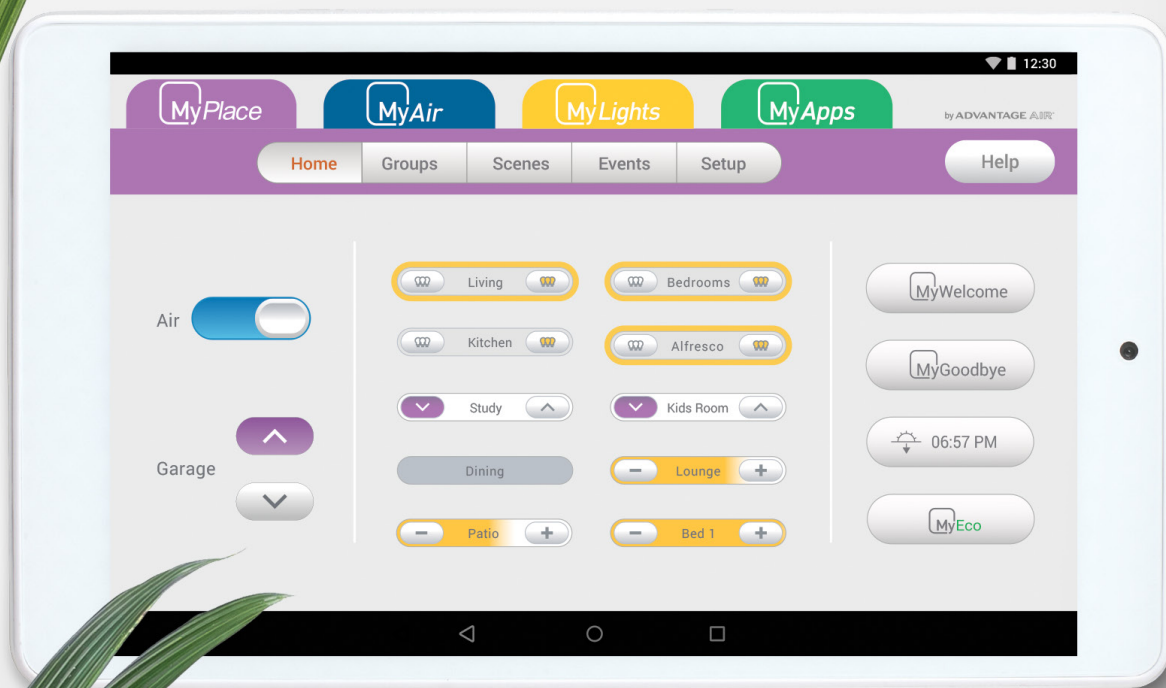 12:30
MyPlace
MyAir
MyLights
MyApps
by ADVANTAGE AIR
Home
Groups
Scenes
Events
Setup
Help
Air
Garage
Living
Bedrooms
Kitchen
Alfresco
Study
Kids Room
Dining
Lounge
Patio
Bed 1
MyWelcome
MyGoodbye
06:57 PM
MyEco